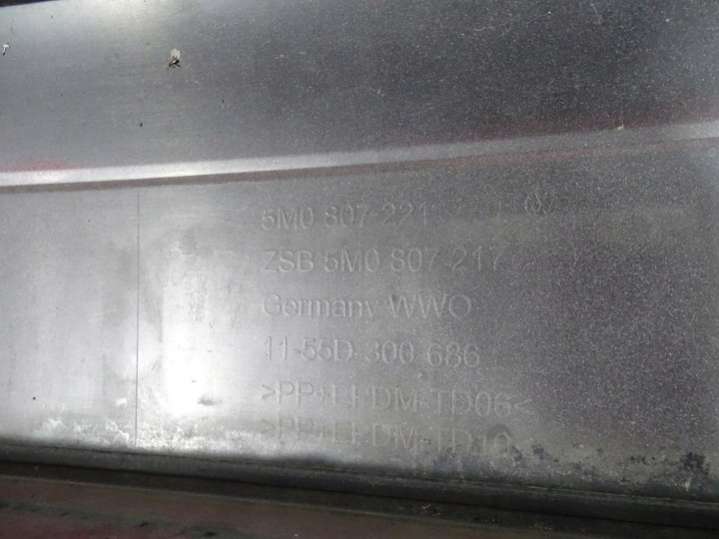 5M0 807 221
ZSB 5M0 807 217
Germany WWO
11-55D 300 686
>PP+EPDM-TD06<
>PP+EPDM-TD10